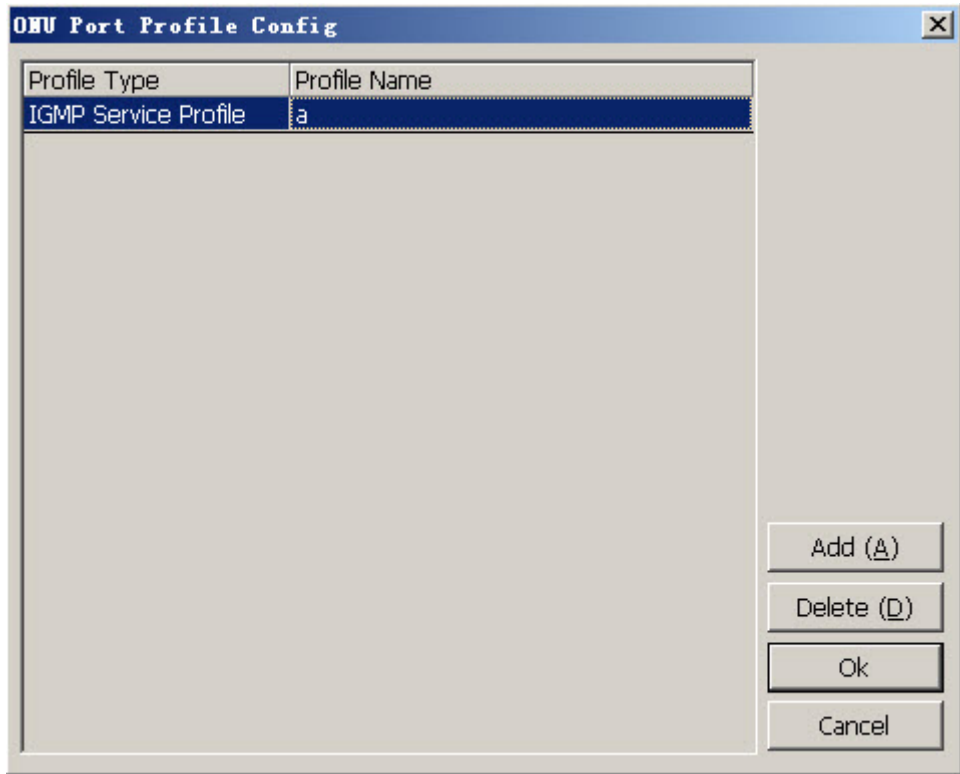 ONU Port Profile Config
Profile Type Profile Name
IGMP Service Profile a
Add (A)
Delete (D)
Ok
Cancel